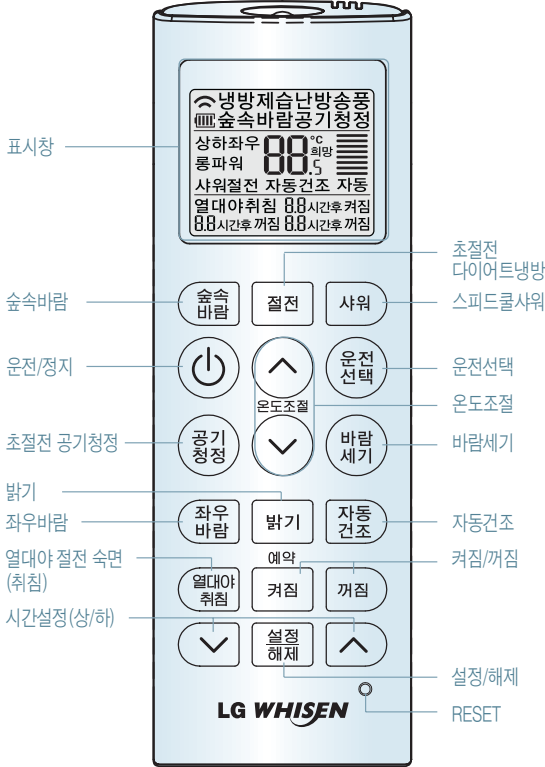 냉방제습난방송풍
숲속바람공기청정
표시창
상하좌우 88.5 °C 희망
롱파워
샤워절전 자동건조 자동
열대야취침 8.8시간후 켜짐
8.8시간후 꺼짐 8.8시간후 꺼짐
초절전
다이어트냉방
숲속바람
숲속
바람
절전
샤워
스피드쿨샤워
운전/정지
운전
선택
운전선택
온도조절
온도조절
초절전 공기청정
공기
청정
바람
세기
바람세기
밝기
좌우바람
좌우
바람
밝기
자동
건조
자동건조
열대야 절전 숙면
(취침)
예약
켜짐/꺼짐
열대야
취침
켜짐
꺼짐
시간설정(상/하)
설정
해제
설정/해제
LG WHISEN
RESET